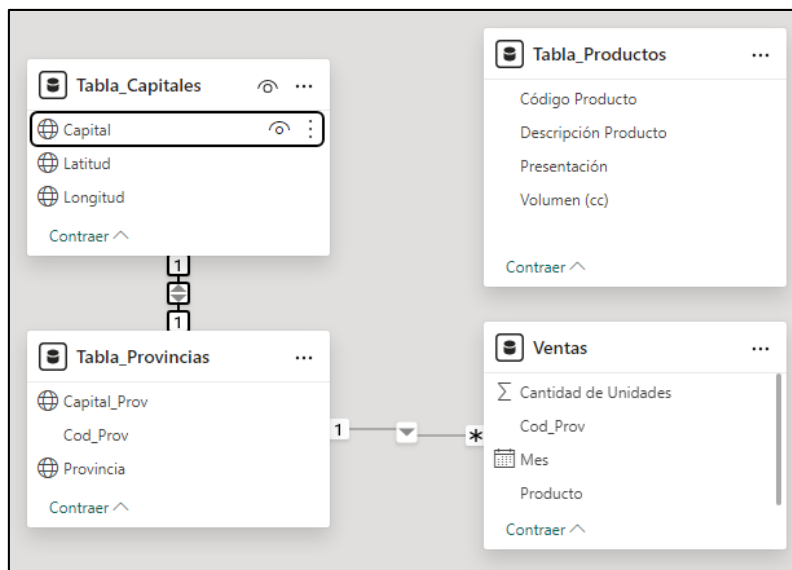 Tabla_Capitales
Capital
Latitud
Longitud
Contraer
1
1
Tabla_Provincias
Capital_Prov
Cod_Prov
Provincia
Contraer
1
*
Tabla_Productos
Código Producto
Descripción Producto
Presentación
Volumen (cc)
Contraer
Ventas
Σ Cantidad de Unidades
Cod_Prov
Mes
Producto
Contraer